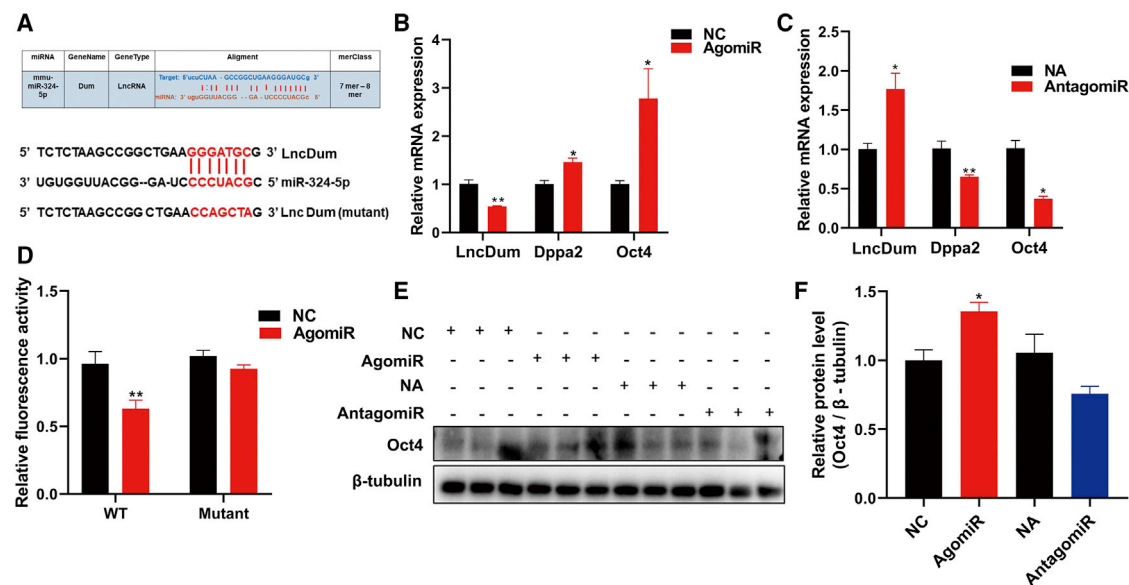 A
miRNA GeneName GeneType Aligment merClass
mmu-miR-324-5p Dum LncRNA 7 mer – 8 mer
Target: 5'ucuCUAA - GCCGGCUGAAGGGAUGCg 3'
miRNA: 3' uguGGUUACGG - - GA - UCCCCUACGc 5'
5' TCTCTAAGCCGGCTGAAGGGATGCG 3' LncDum
3' UGUGGUUACGG--GA-UCCCCUACGC 5' miR-324-5p
5' TCTCTAAGCCGG CTGAACCAGCTAG 3' Lnc Dum (mutant)
B
NC
AgomiR
Relative mRNA expression
4
3
2
1
0
*
*
**
LncDum Dppa2 Oct4
C
NA
AntagomiR
Relative mRNA expression
2.5
2.0
1.5
1.0
0.5
0.0
*
**
*
LncDum Dppa2 Oct4
D
NC
AgomiR
Relative fluorescence activity
1.5
1.0
0.5
0.0
**
WT Mutant
E
NC + + + - - - - - - - - -
AgomiR - - - + + + - - - - - -
NA - - - - - - + + + - - -
AntagomiR - - - - - - - - - + + +
Oct4
β-tubulin
F
Relative protein level
(Oct4 / β - tubulin)
1.5
1.0
0.5
0.0
*
NC AgomiR NA AntagomiR